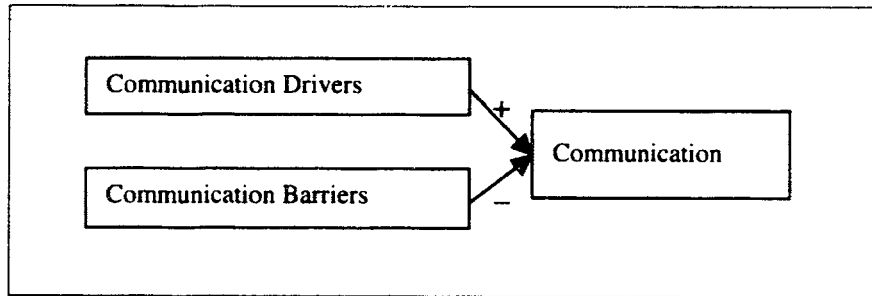 Communication Drivers
+
Communication
Communication Barriers
–